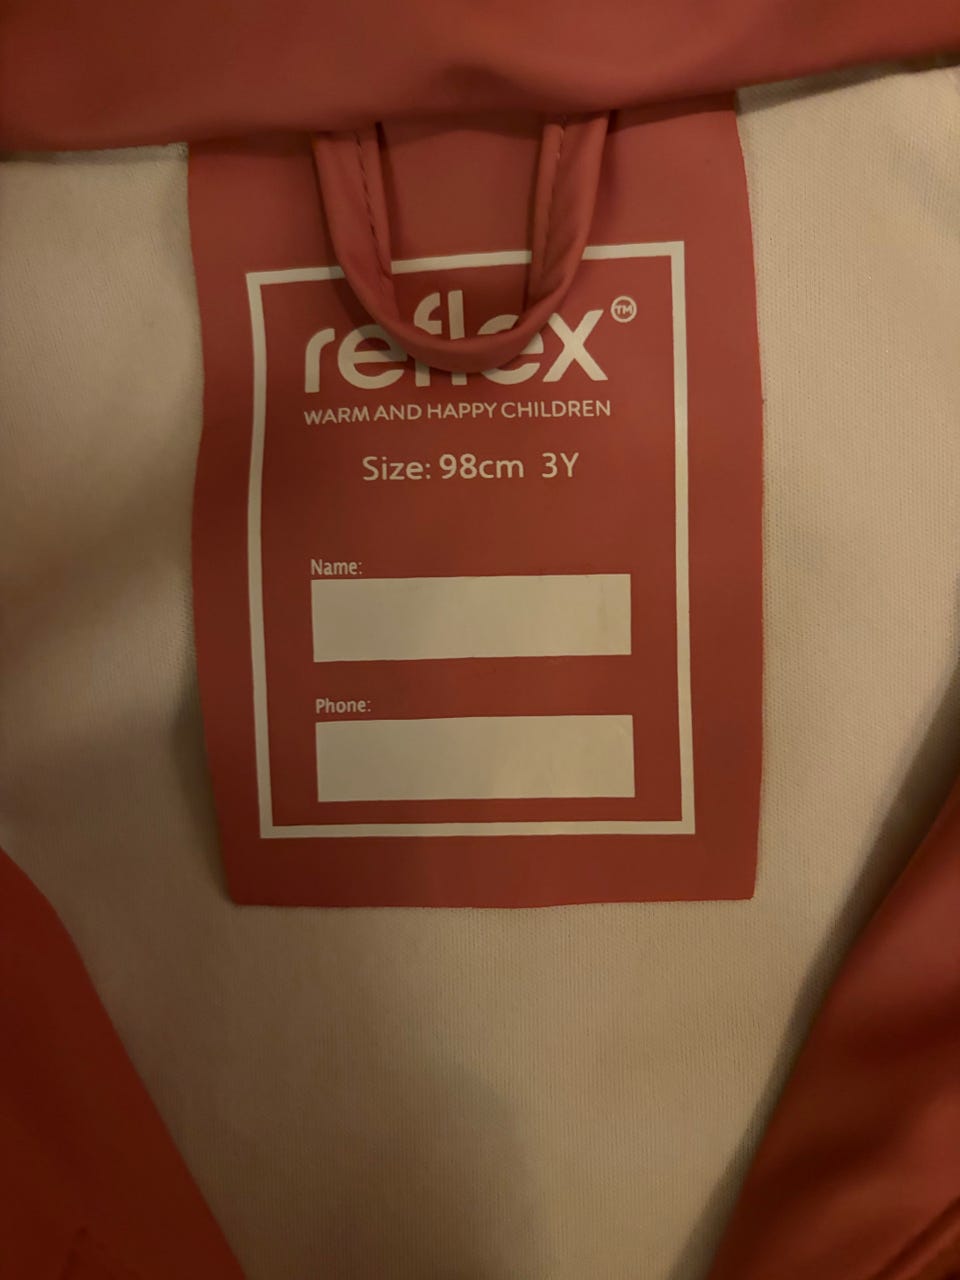 reflex™
WARM AND HAPPY CHILDREN
Size: 98cm 3Y
Name:
Phone: